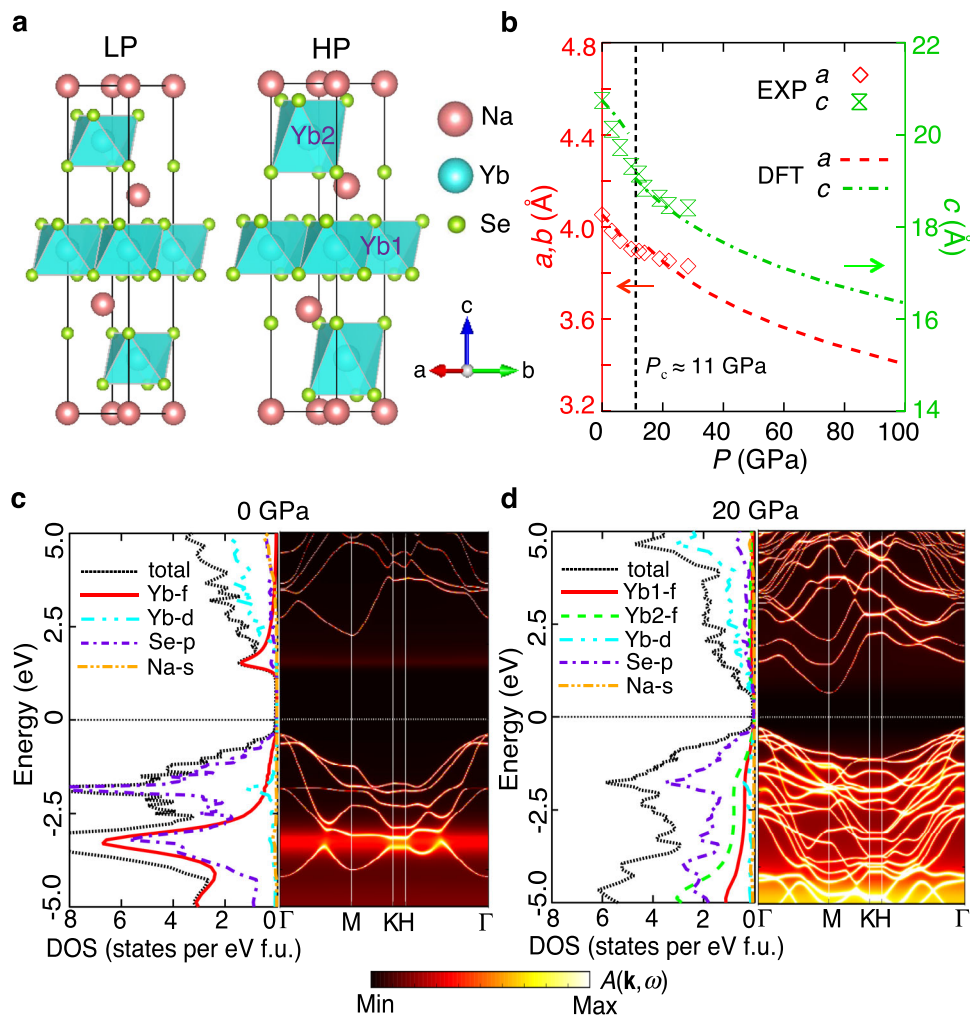 a
LP
HP
Yb2
Yb1
Na
Yb
Se
c
a
b
b
4.8
4.4
4.0
3.6
3.2
a,b (Å)
EXP
a
c
DFT
a
c
22
20
18
16
14
c (Å)
P꜀ ≈ 11 GPa
0
20
40
60
80
100
P (GPa)
c
0 GPa
5.0
2.5
0
-2.5
-5.0
Energy (eV)
total
Yb-f
Yb-d
Se-p
Na-s
8
6
4
2
0
Γ
M
K
H
Γ
DOS (states per eV f.u.)
d
20 GPa
5.0
2.5
0
-2.5
-5.0
Energy (eV)
total
Yb1-f
Yb2-f
Yb-d
Se-p
Na-s
8
6
4
2
0
Γ
M
K
H
Γ
DOS (states per eV f.u.)
A(k,ω)
Min
Max